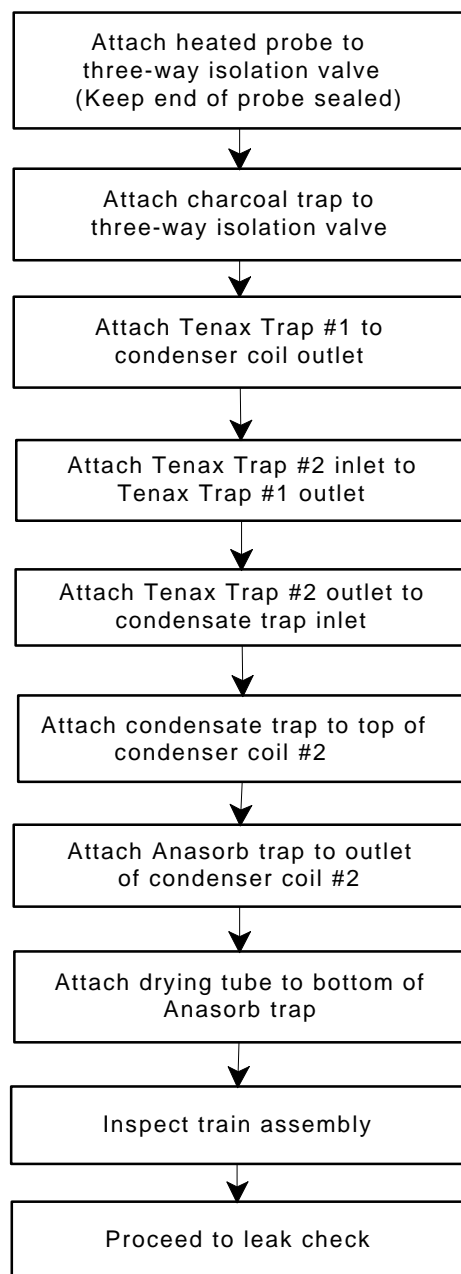 Attach heated probe to
three-way isolation valve
(Keep end of probe sealed)
Attach charcoal trap to
three-way isolation valve
Attach Tenax Trap #1 to
condenser coil outlet
Attach Tenax Trap #2 inlet to
Tenax Trap #1 outlet
Attach Tenax Trap #2 outlet to
condensate trap inlet
Attach condensate trap to top of
condenser coil #2
Attach Anasorb trap to outlet
of condenser coil #2
Attach drying tube to bottom of
Anasorb trap
Inspect train assembly
Proceed to leak check